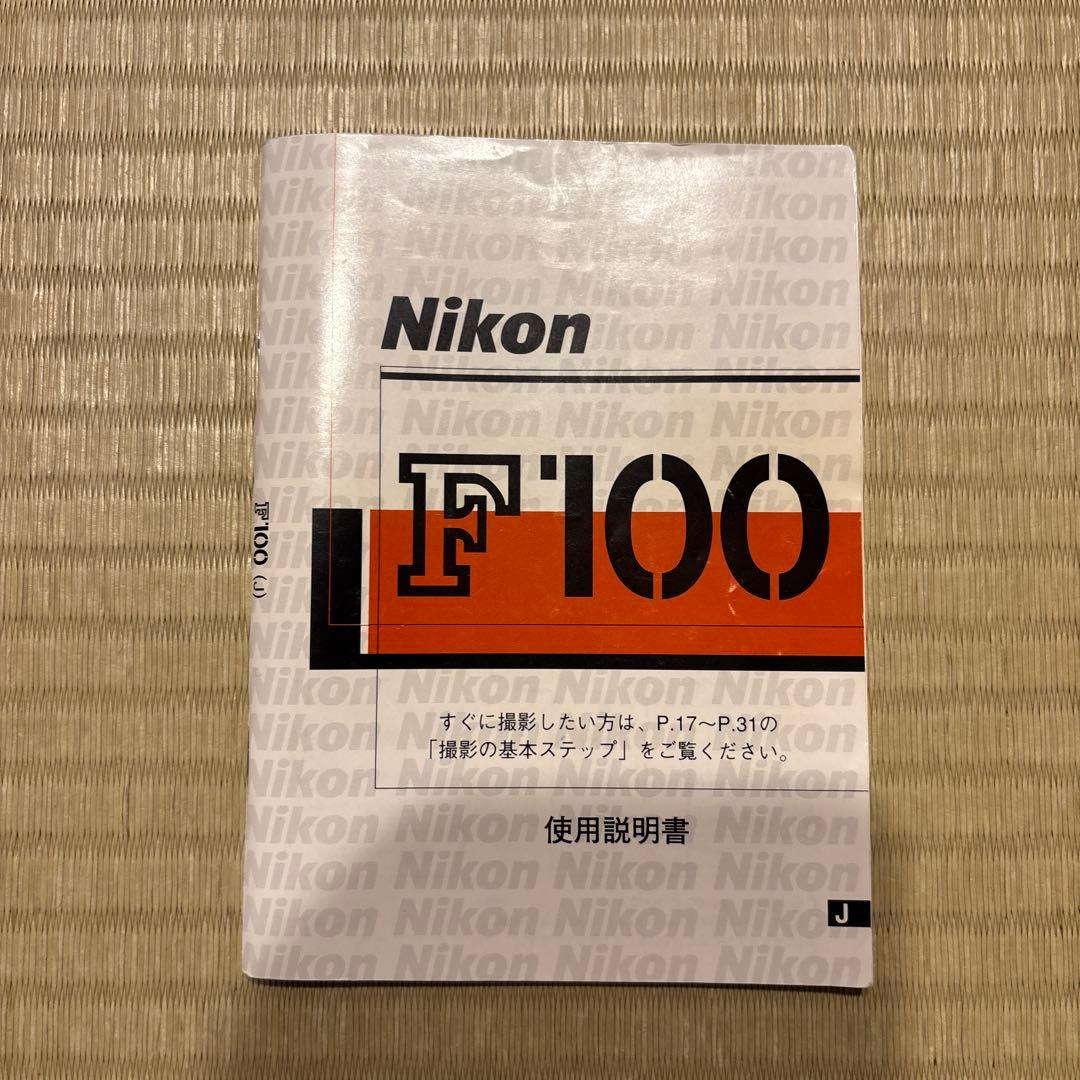 Nikon
F100
すぐに撮影したい方は、P.17～P.31の
「撮影の基本ステップ」をご覧ください。
使用説明書
J
F100 (J)